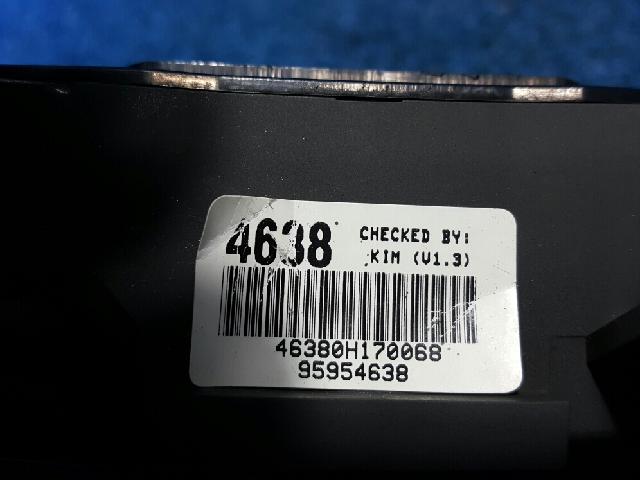 4638
CHECKED BY:
KIM (V1.3)
46380H170068
95954638